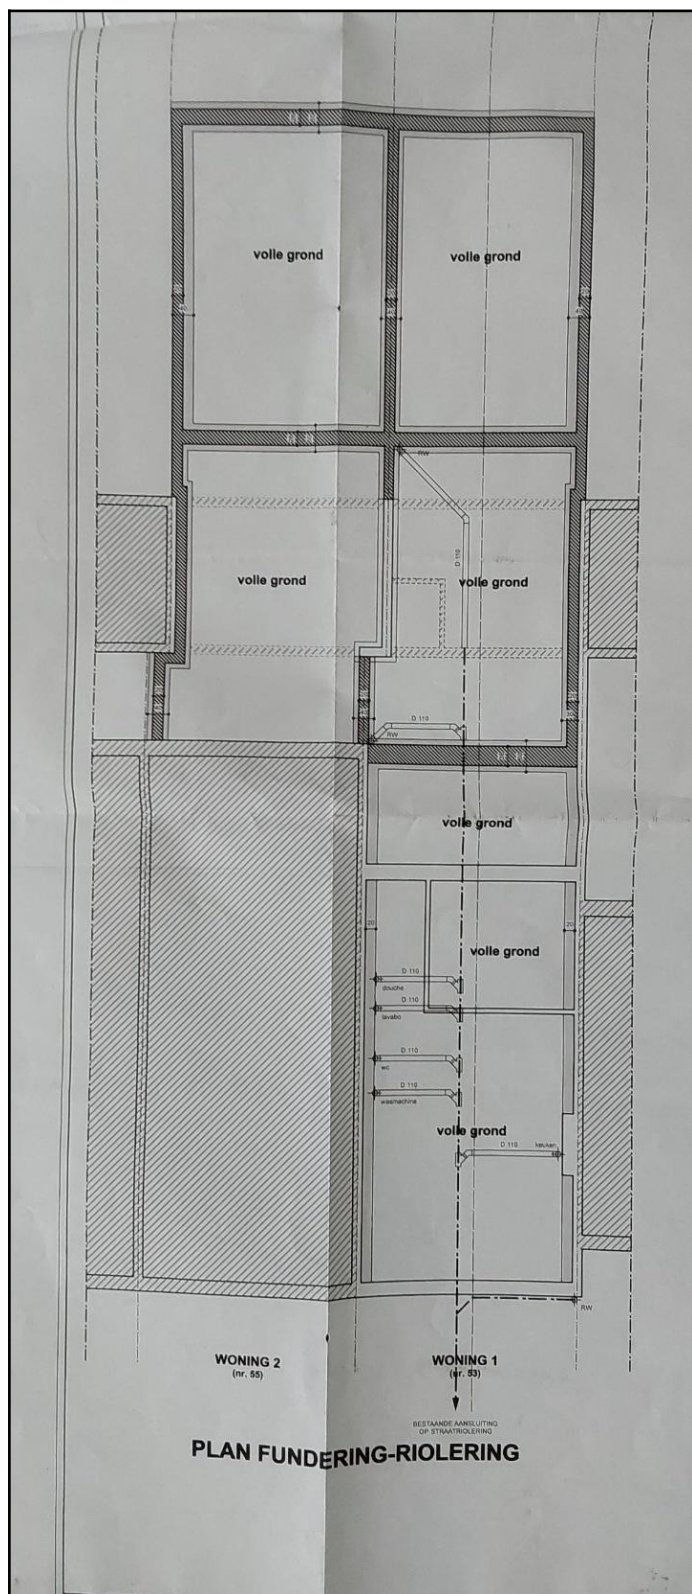 volle grond
volle grond
RW
D 110
volle grond
volle grond
D 110
RW
30
volle grond
20
20
volle grond
D 110
douche
D 110
lavabo
D 110
wc
D 110
wasmachine
volle grond
keuken
D 110
RW
WONING 2
(nr. 55)
WONING 1
(nr. 53)
BESTAANDE AANSLUITING
OP STRAATRIOLERING
PLAN FUNDERING-RIOLERING